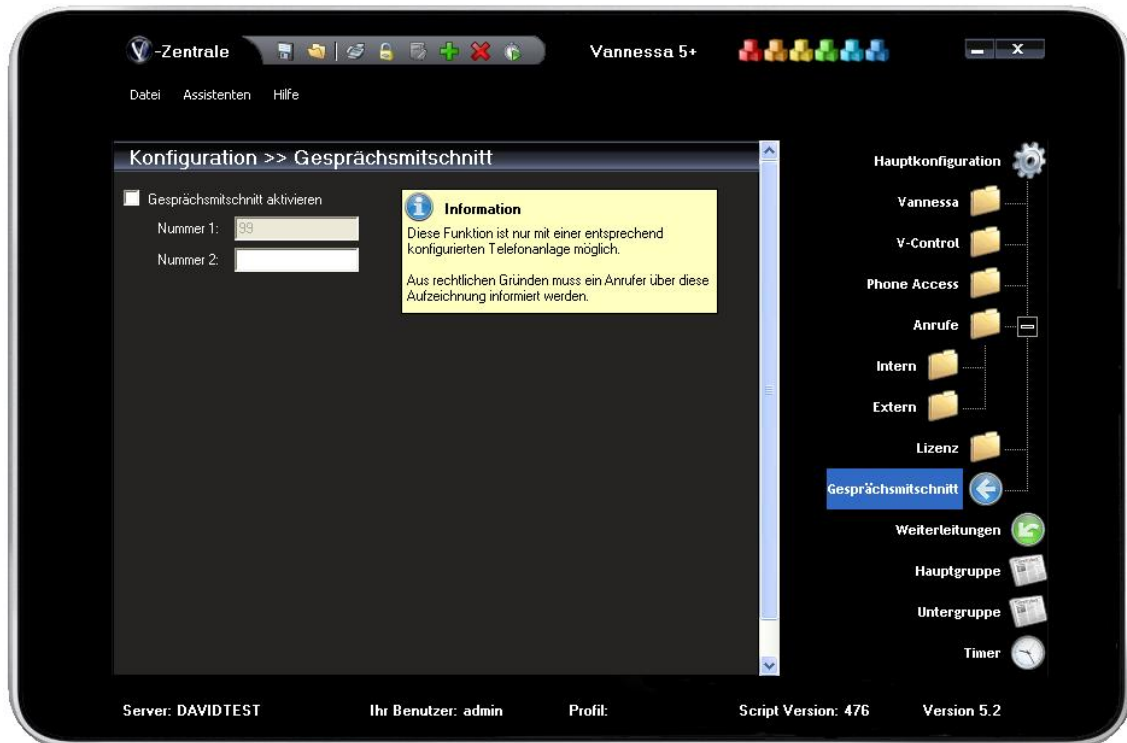 V-Zentrale
Vannessa 5+
Datei Assistenten Hilfe
Konfiguration >> Gesprächsmitschnitt
Gesprächsmitschnitt aktivieren
Nummer 1: 99
Nummer 2:
Information
Diese Funktion ist nur mit einer entsprechend
konfigurierten Telefonanlage möglich.
Aus rechtlichen Gründen muss ein Anrufer über diese
Aufzeichnung informiert werden.
Hauptkonfiguration
Vannessa
V-Control
Phone Access
Anrufe
Intern
Extern
Lizenz
Gesprächsmitschnitt
Weiterleitungen
Hauptgruppe
Untergruppe
Timer
Server: DAVIDTEST Ihr Benutzer: admin Profil: Script Version: 476 Version 5.2